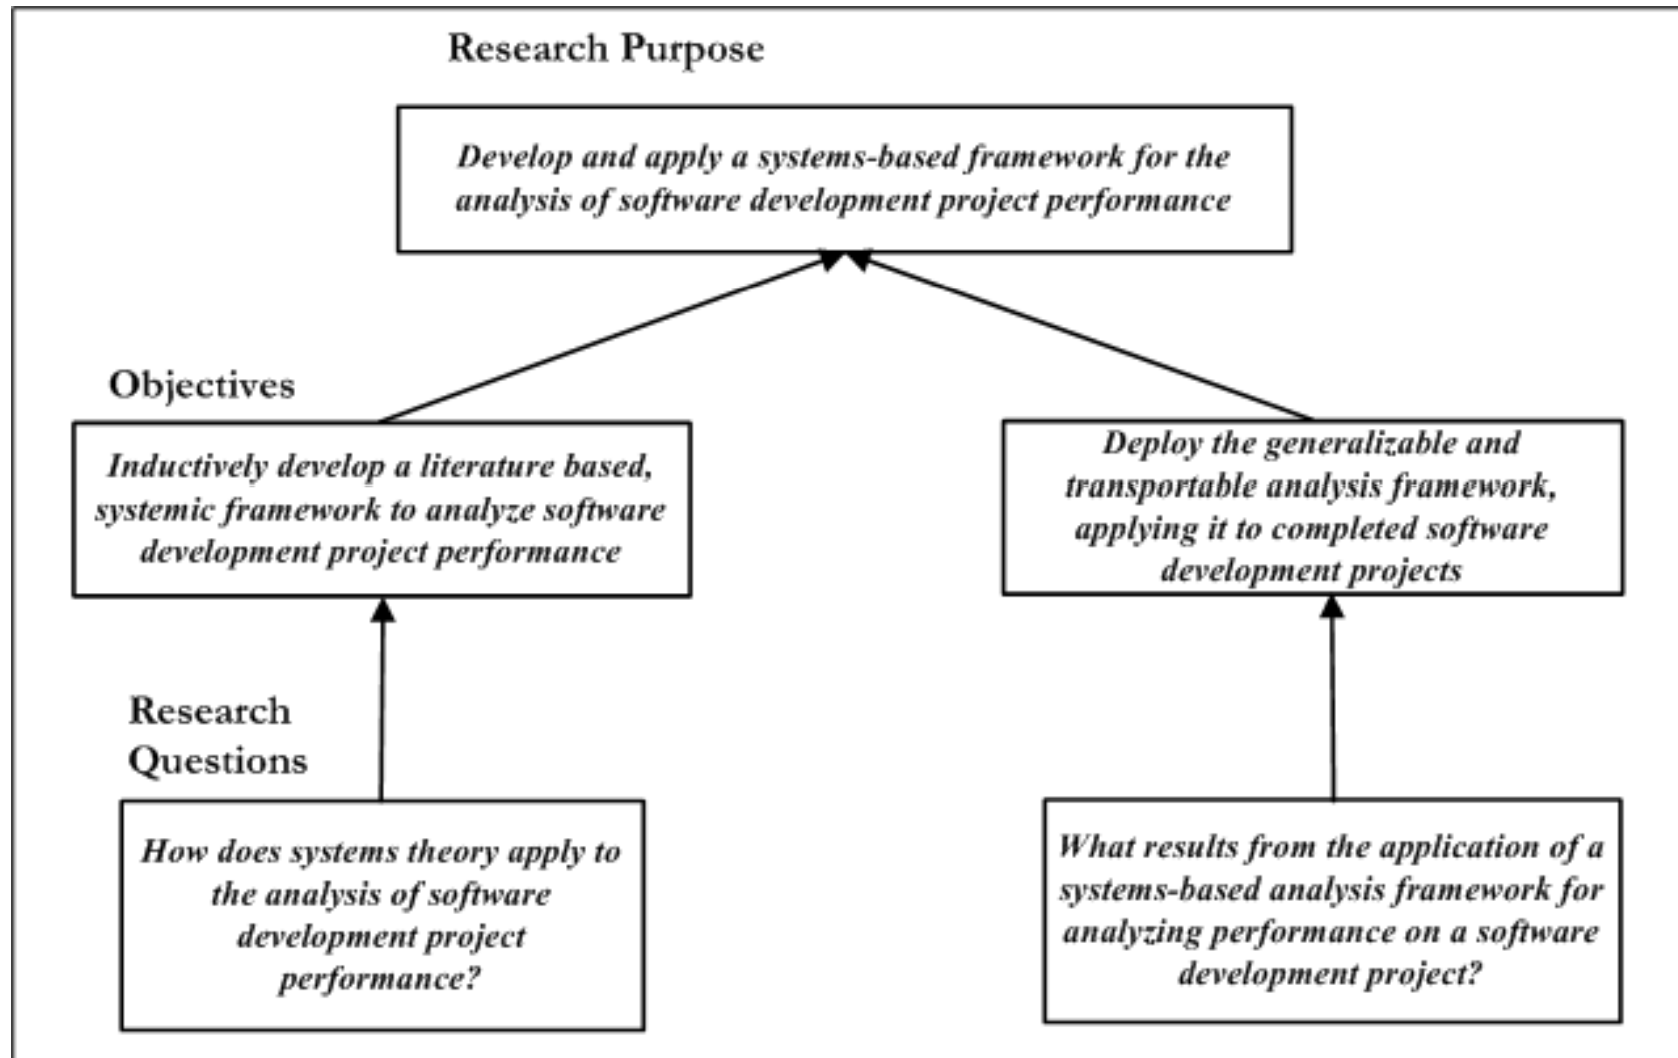 Research Purpose
Develop and apply a systems-based framework for the
analysis of software development project performance
Objectives
Inductively develop a literature based,
systemic framework to analyze software
development project performance
Deploy the generalizable and
transportable analysis framework,
applying it to completed software
development projects
Research
Questions
How does systems theory apply to
the analysis of software
development project
performance?
What results from the application of a
systems-based analysis framework for
analyzing performance on a software
development project?